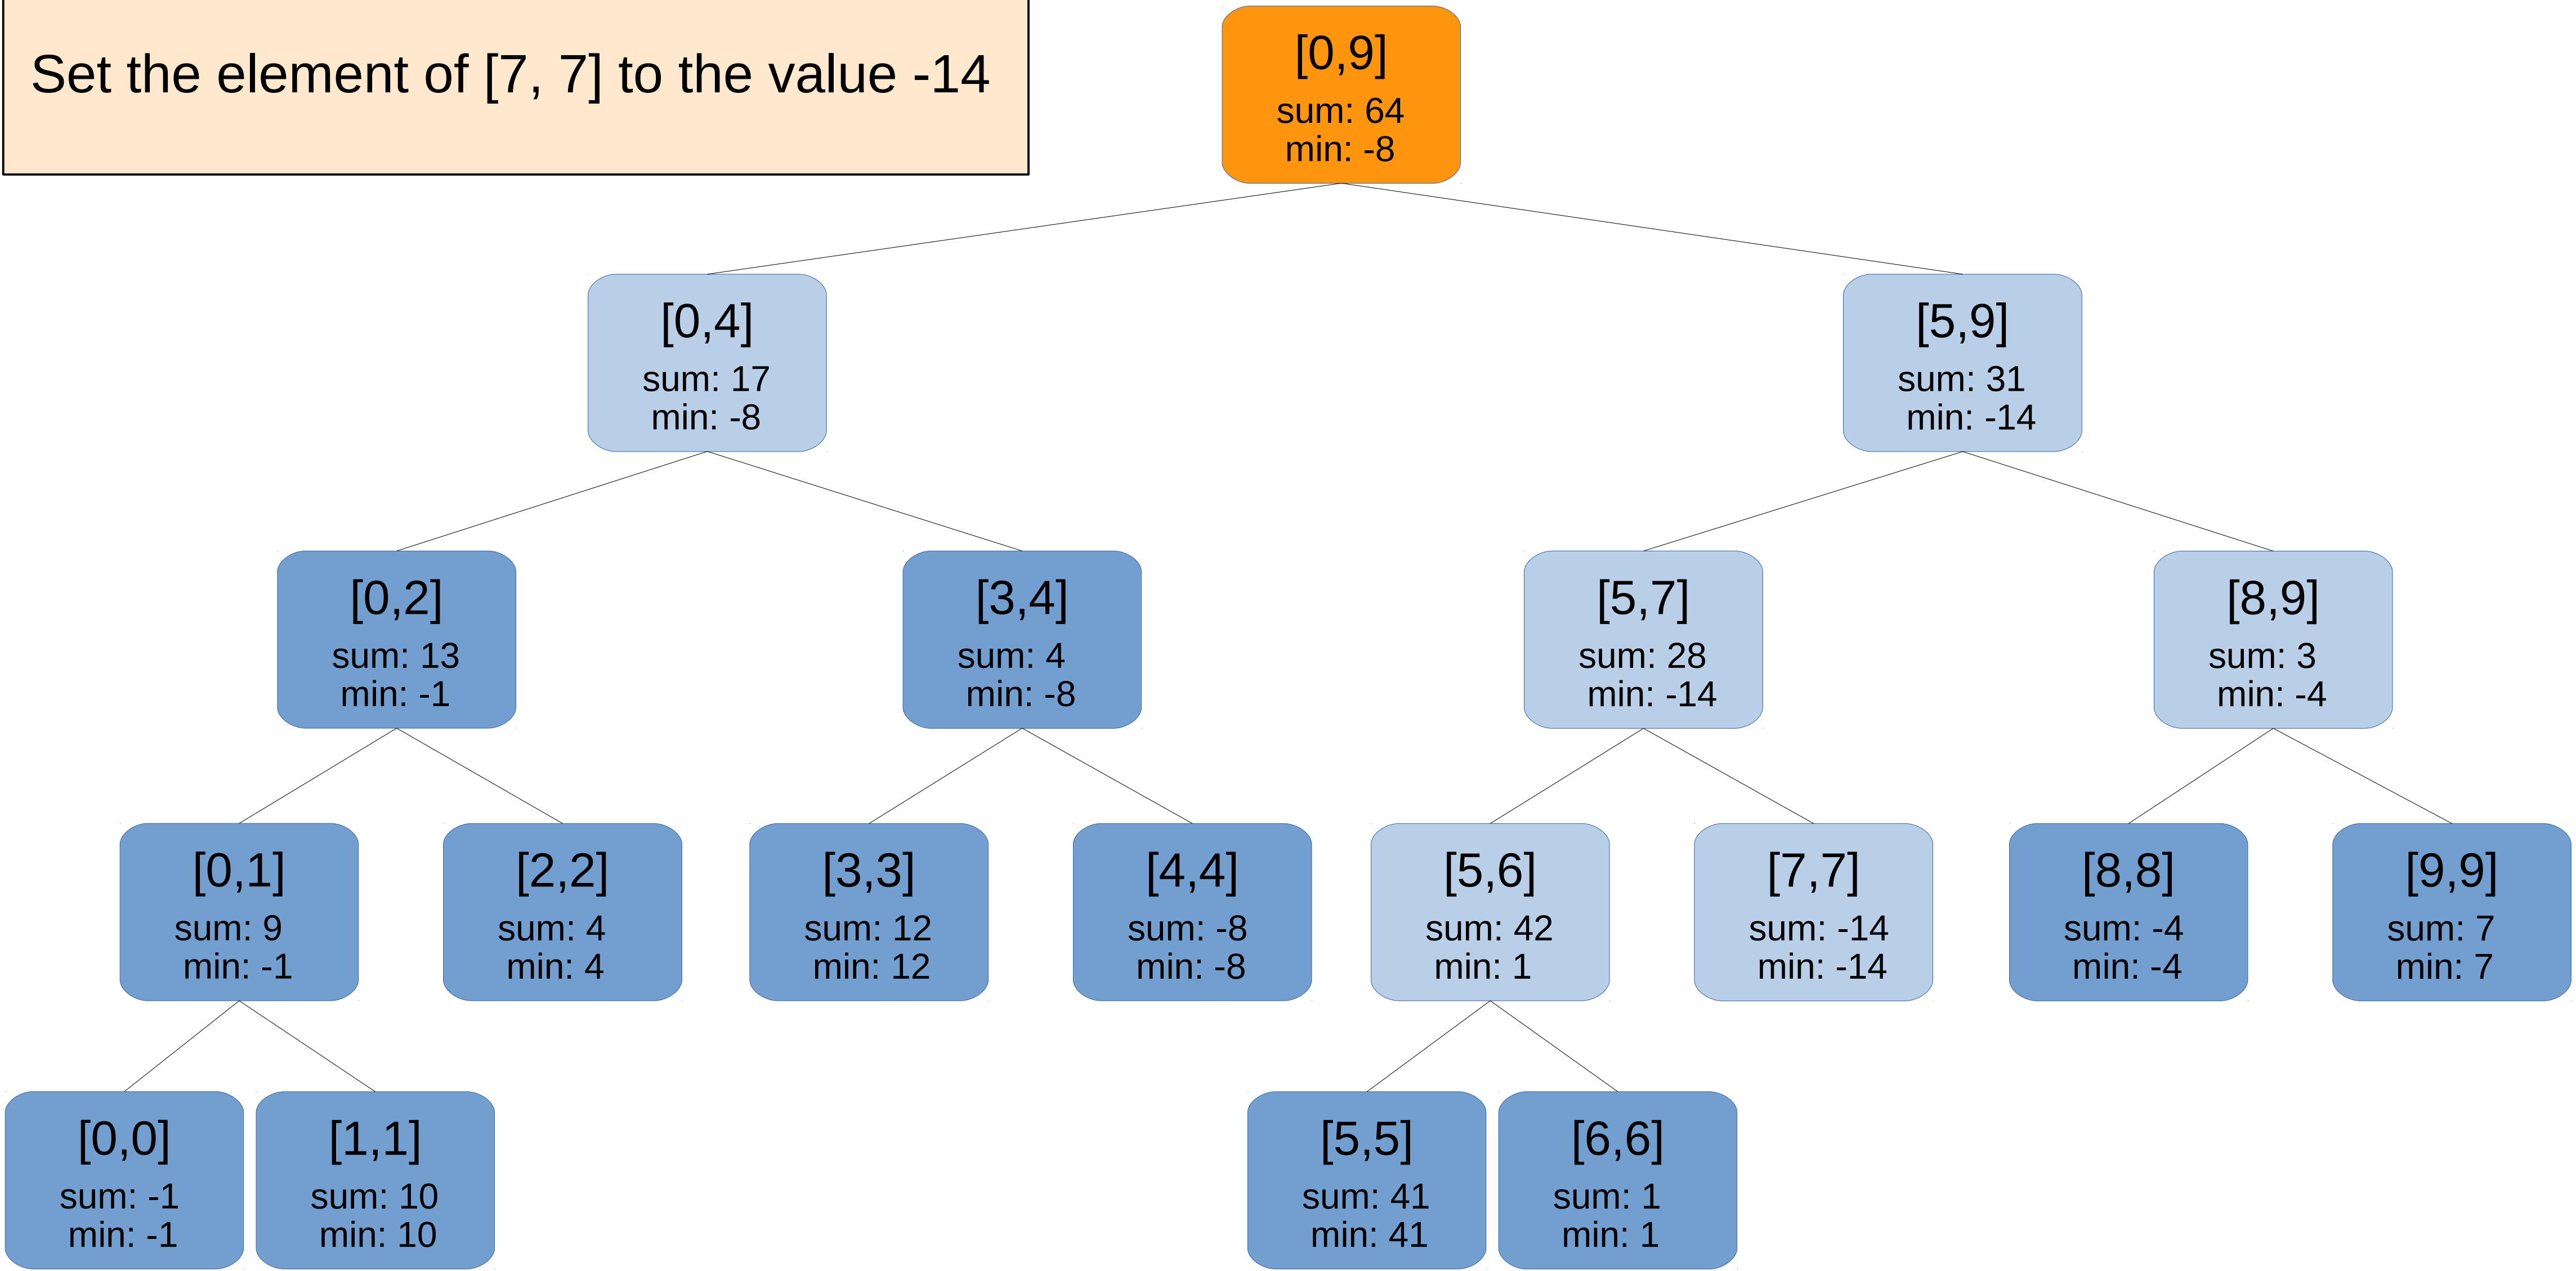 Set the element of [7, 7] to the value -14
[0,9]
sum: 64
min: -8
[0,4]
sum: 17
min: -8
[5,9]
sum: 31
min: -14
[0,2]
sum: 13
min: -1
[3,4]
sum: 4
min: -8
[5,7]
sum: 28
min: -14
[8,9]
sum: 3
min: -4
[0,1]
sum: 9
min: -1
[2,2]
sum: 4
min: 4
[3,3]
sum: 12
min: 12
[4,4]
sum: -8
min: -8
[5,6]
sum: 42
min: 1
[7,7]
sum: -14
min: -14
[8,8]
sum: -4
min: -4
[9,9]
sum: 7
min: 7
[0,0]
sum: -1
min: -1
[1,1]
sum: 10
min: 10
[5,5]
sum: 41
min: 41
[6,6]
sum: 1
min: 1